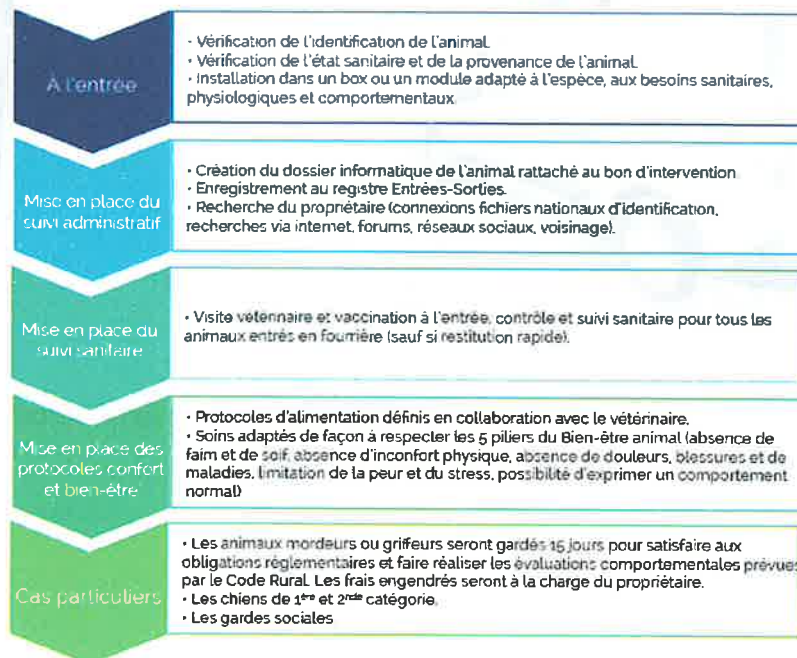 À l'entrée
• Vérification de l'identification de l'animal.
• Vérification de l'état sanitaire et de la provenance de l'animal.
• Installation dans un box ou un module adapté à l'espèce, aux besoins sanitaires,
physiologiques et comportementaux.
Mise en place du
suivi administratif
• Création du dossier informatique de l'animal rattaché au bon d'intervention.
• Enregistrement au registre Entrées-Sorties.
• Recherche du propriétaire (connexions fichiers nationaux d'identification,
recherches via internet, forums, réseaux sociaux, voisinage).
Mise en place du
suivi sanitaire
• Visite vétérinaire et vaccination à l'entrée, contrôle et suivi sanitaire pour tous les
animaux entrés en fourrière (sauf si restitution rapide).
Mise en place des
protocoles confort
et bien-être
• Protocoles d'alimentation définis en collaboration avec le vétérinaire.
• Soins adaptés de façon à respecter les 5 piliers du Bien-être animal (absence de
faim et de soif, absence d'inconfort physique, absence de douleurs, blessures et de
maladies, limitation de la peur et du stress, possibilité d'exprimer un comportement
normal)
Cas particuliers
• Les animaux mordeurs ou griffeurs seront gardés 15 jours pour satisfaire aux
obligations règlementaires et faire réaliser les évaluations comportementales prévues
par le Code Rural. Les frais engendrés seront à la charge du propriétaire.
• Les chiens de 1ère et 2nde catégorie.
• Les gardes sociales